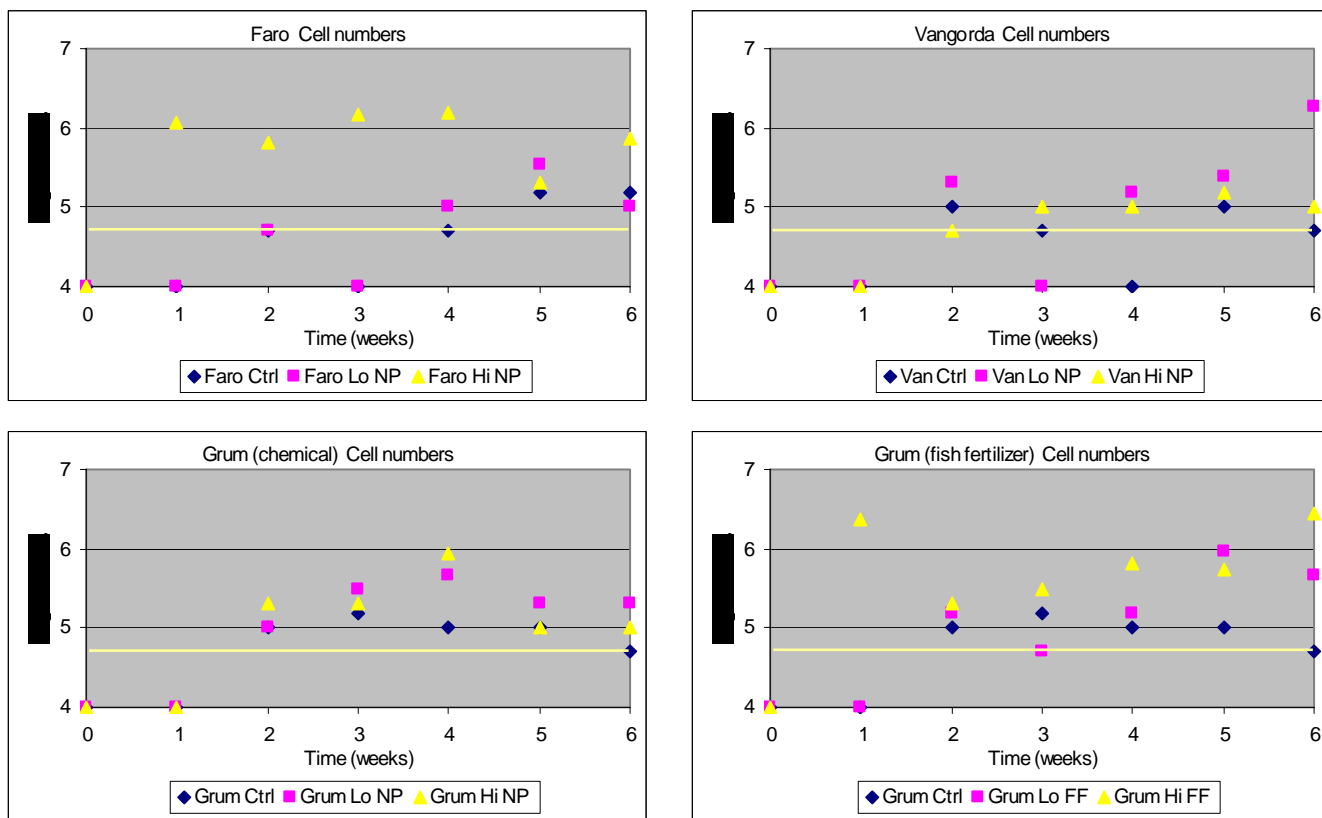 Faro Cell numbers
7
6
5
4
0 1 2 3 4 5 6
Time (weeks)
Faro Ctrl Faro Lo NP Faro Hi NP
Vangorda Cell numbers
7
6
5
4
0 1 2 3 4 5 6
Time (weeks)
Van Ctrl Van Lo NP Van Hi NP
Grum (chemical) Cell numbers
7
6
5
4
0 1 2 3 4 5 6
Time (weeks)
Grum Ctrl Grum Lo NP Grum Hi NP
Grum (fish fertilizer) Cell numbers
7
6
5
4
0 1 2 3 4 5 6
Time (weeks)
Grum Ctrl Grum Lo FF Grum Hi FF